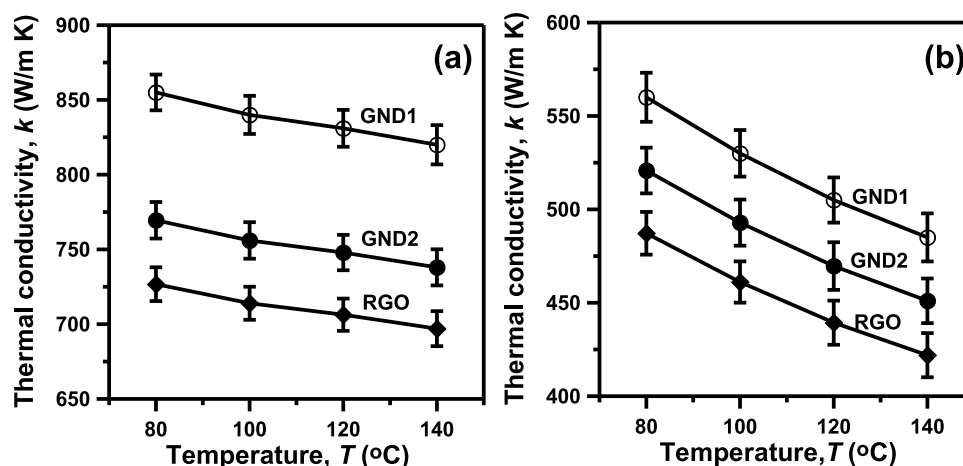 900
850
800
750
700
650
Thermal conductivity, k (W/m K)
(a)
GND1
GND2
RGO
80 100 120 140
Temperature, T (oC)
600
550
500
450
400
Thermal conductivity, k (W/m K)
(b)
GND1
GND2
RGO
80 100 120 140
Temperature,T (oC)